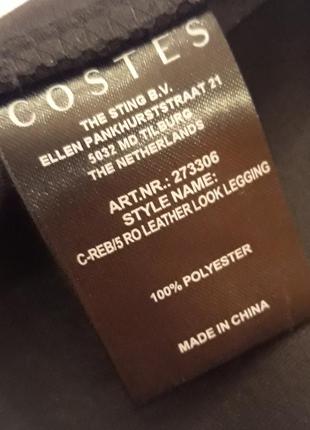 COSTES
THE STING B.V.
ELLEN PANKHURSTSTRAAT 21
5032 MD TILBURG
THE NETHERLANDS
ART.NR.: 273306
STYLE NAME:
C-REB/5 RO LEATHER LOOK LEGGING
100% POLYESTER
MADE IN CHINA